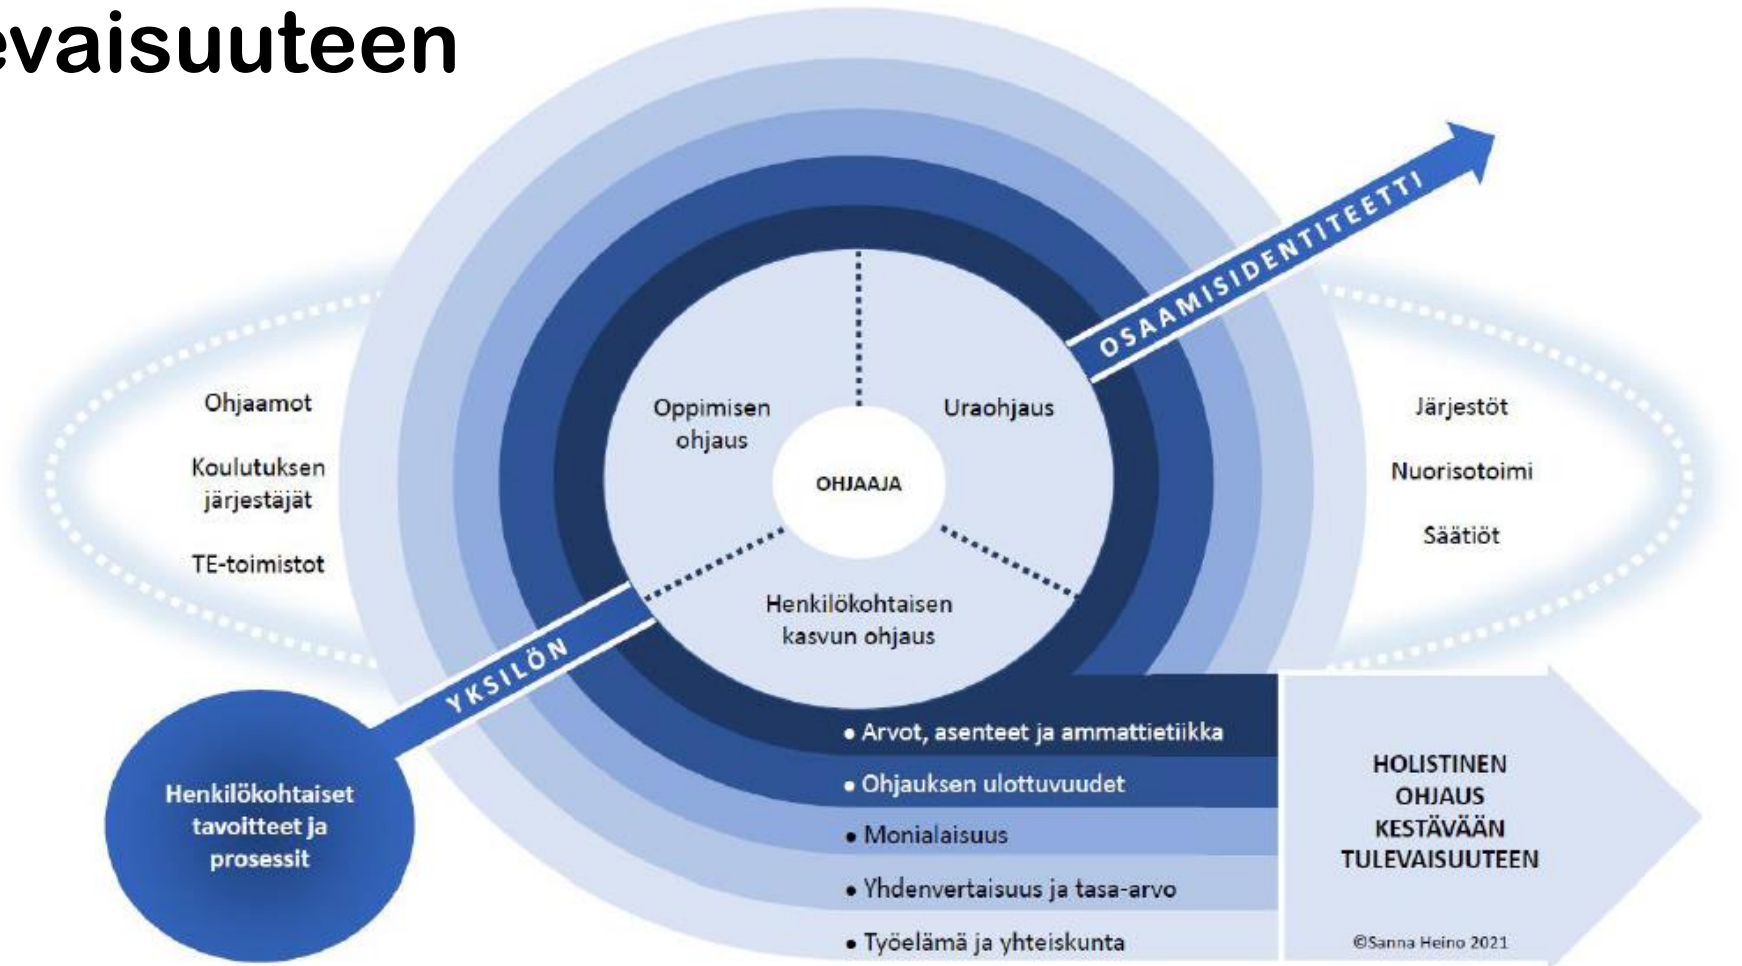 evaisuuteen
OSAAMISIDENTITEETTI
Ohjaamot
Koulutuksen
järjestäjät
TE-toimistot
Oppimisen
ohjaus
Uraohjaus
OHJAAJA
Henkilökohtaisen
kasvun ohjaus
Järjestöt
Nuorisotoimi
Säätiöt
YKSILÖN
Henkilökohtaiset
tavoitteet ja
prosessit
• Arvot, asenteet ja ammattietiikka
• Ohjauksen ulottuvuudet
• Monialaisuus
• Yhdenvertaisuus ja tasa-arvo
• Työelämä ja yhteiskunta
HOLISTINEN
OHJAUS
KESTÄVÄÄN
TULEVAISUUTEEN
©Sanna Heino 2021